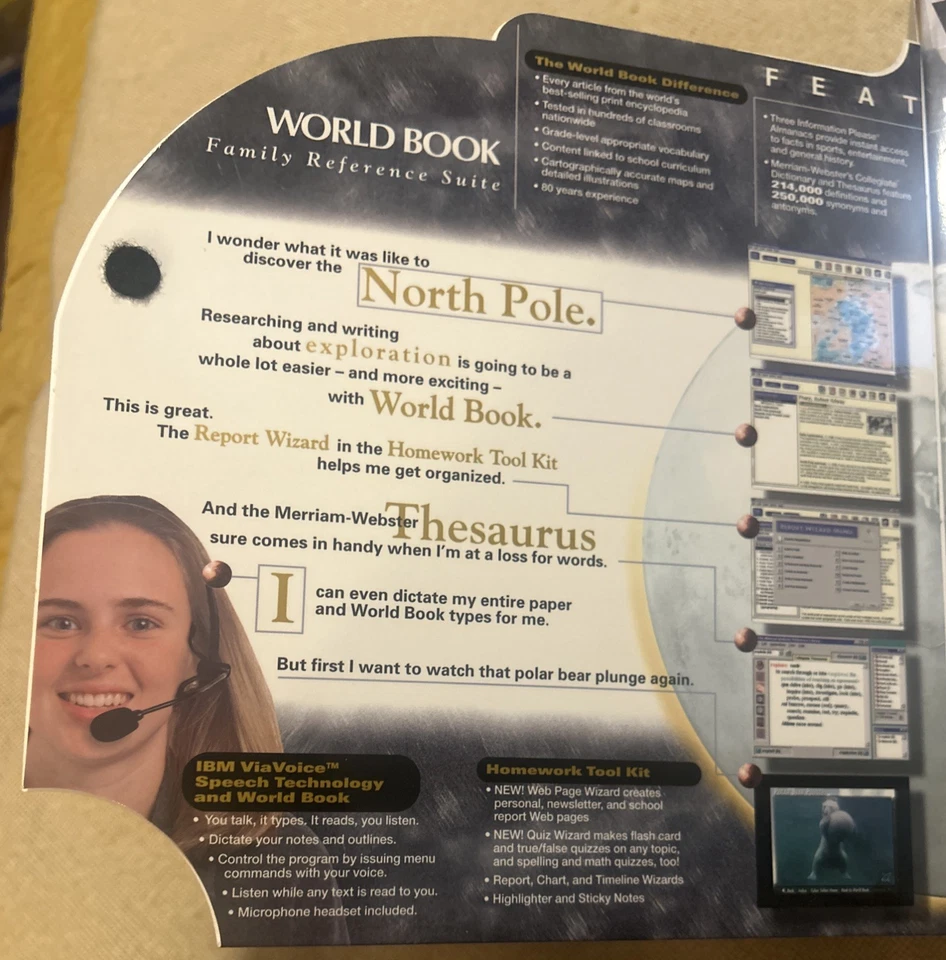 WORLD BOOK
Family Reference Suite
The World Book Difference
• Every article from the world's
best-selling print encyclopedia
• Tested in hundreds of classrooms
nationwide
• Grade-level appropriate vocabulary
• Content linked to school curriculum
• Cartographically accurate maps and
detailed illustrations
• 80 years experience
F E A T
• Three Information Please®
Almanacs provide instant access
to facts in sports, entertainment,
and general history.
• Merriam-Webster's Collegiate®
Dictionary and Thesaurus feature
214,000 definitions and
250,000 synonyms and
antonyms.
I wonder what it was like to
discover the North Pole.
Researching and writing
about exploration is going to be a
whole lot easier – and more exciting –
with World Book.
This is great.
The Report Wizard in the Homework Tool Kit
helps me get organized.
And the Merriam-Webster Thesaurus
sure comes in handy when I'm at a loss for words.
I can even dictate my entire paper
and World Book types for me.
But first I want to watch that polar bear plunge again.
IBM ViaVoice™
Speech Technology
and World Book
• You talk, it types. It reads, you listen.
• Dictate your notes and outlines.
• Control the program by issuing menu
commands with your voice.
• Listen while any text is read to you.
• Microphone headset included.
Homework Tool Kit
• NEW! Web Page Wizard creates
personal, newsletter, and school
report Web pages
• NEW! Quiz Wizard makes flash card
and true/false quizzes on any topic,
and spelling and math quizzes, too!
• Report, Chart, and Timeline Wizards
• Highlighter and Sticky Notes